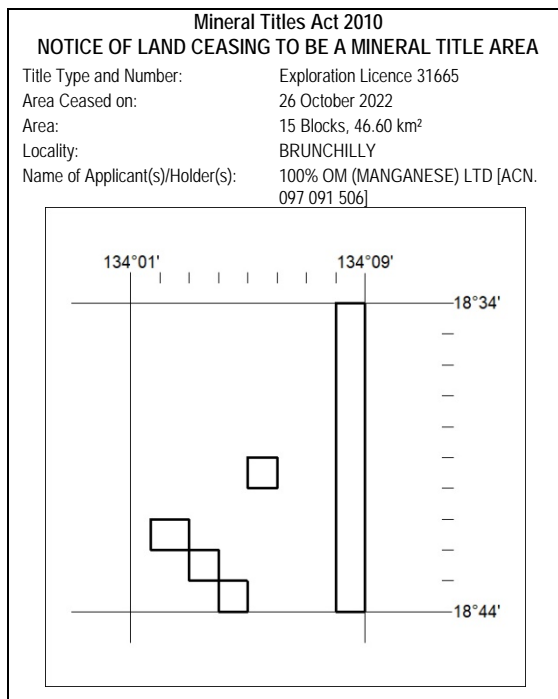 Mineral Titles Act 2010
NOTICE OF LAND CEASING TO BE A MINERAL TITLE AREA
Title Type and Number: Exploration Licence 31665
Area Ceased on: 26 October 2022
Area: 15 Blocks, 46.60 km²
Locality: BRUNCHILLY
Name of Applicant(s)/Holder(s): 100% OM (MANGANESE) LTD [ACN.
097 091 506]
134°01' 134°09'
18°34'
18°44'